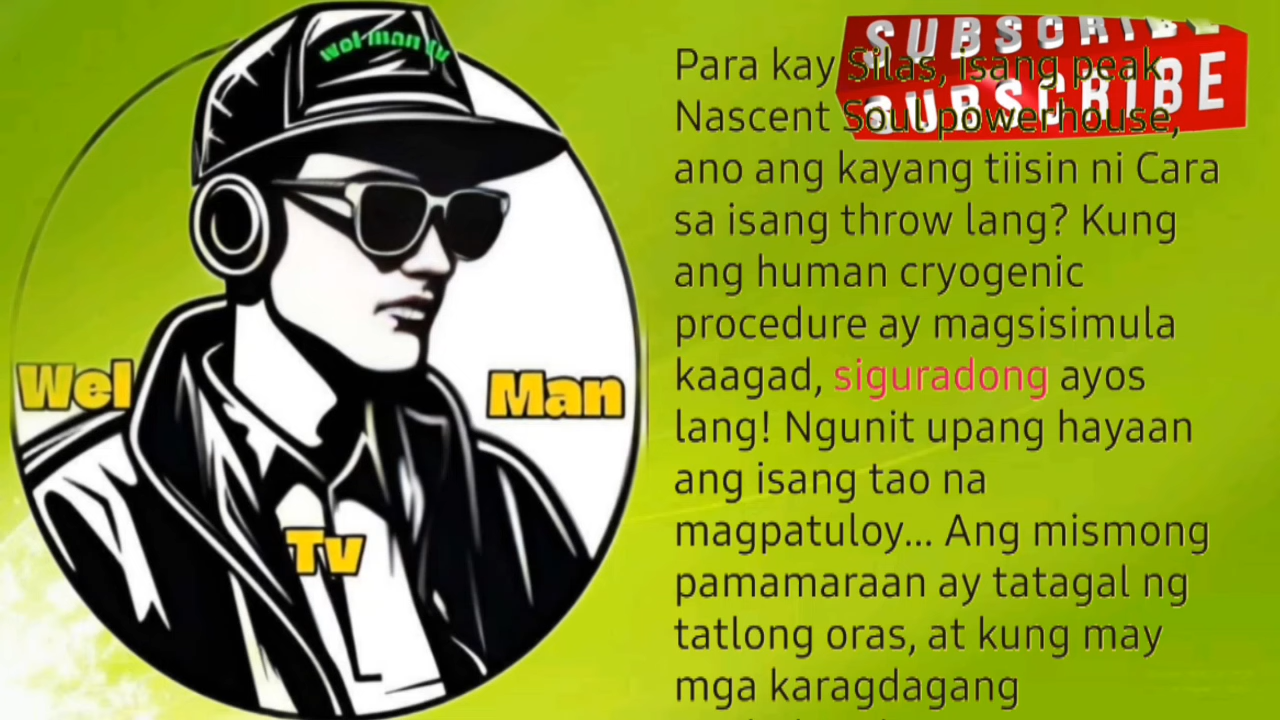 wel man tv
Wel
Man
Tv
SUBSCRIBE
SUBSCRIBE
Para kay Silas, isang peak
Nascent Soul powerhouse,
ano ang kayang tiisin ni Cara
sa isang throw lang? Kung
ang human cryogenic
procedure ay magsisimula
kaagad, siguradong ayos
lang! Ngunit upang hayaan
ang isang tao na
magpatuloy... Ang mismong
pamamaraan ay tatagal ng
tatlong oras, at kung may
mga karagdagang